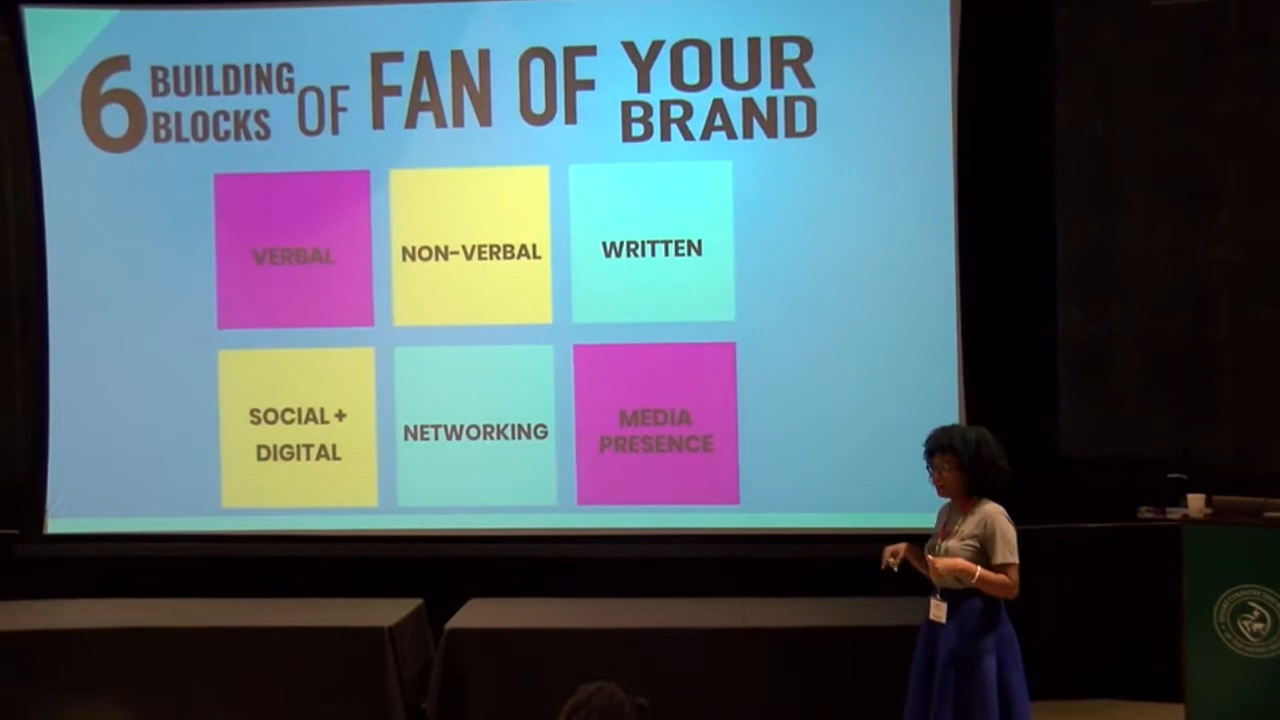 6 BUILDING BLOCKS OF FAN OF YOUR BRAND
VERBAL
NON-VERBAL
WRITTEN
SOCIAL +
DIGITAL
NETWORKING
MEDIA
PRESENCE